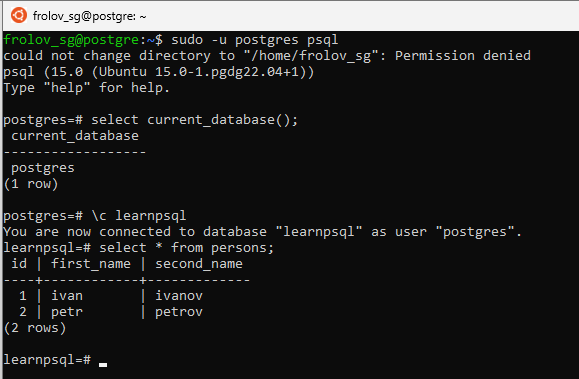 frolov_sg@postgre: ~
frolov_sg@postgre:~$ sudo -u postgres psql
could not change directory to "/home/frolov_sg": Permission denied
psql (15.0 (Ubuntu 15.0-1.pgdg22.04+1))
Type "help" for help.

postgres=# select current_database();
 current_database
------------------
 postgres
(1 row)

postgres=# \c learnpsql
You are now connected to database "learnpsql" as user "postgres".
learnpsql=# select * from persons;
 id | first_name | second_name
----+------------+-------------
  1 | ivan       | ivanov
  2 | petr       | petrov
(2 rows)

learnpsql=#